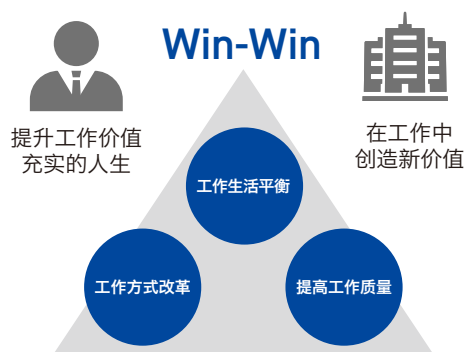 Win-Win
提升工作价值
充实的人生
在工作中
创造新价值
工作生活平衡
工作方式改革
提高工作质量